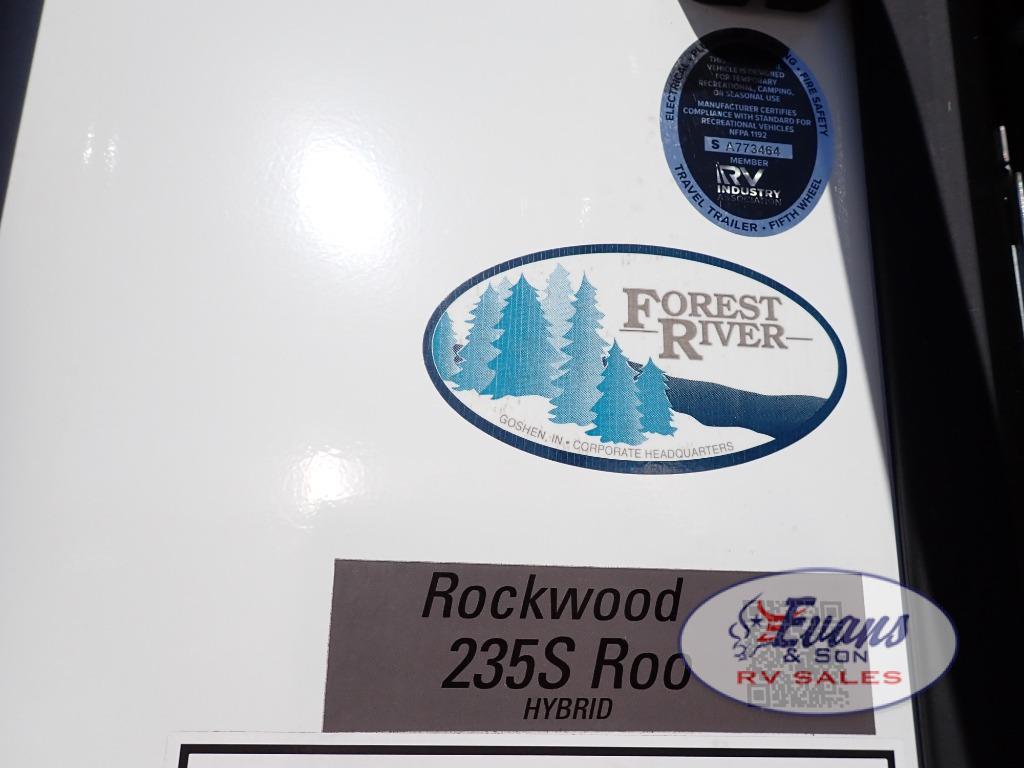 ELECTRICAL • FIRE SAFETY
VEHICLE IS DESIGNED
FOR TEMPORARY
RECREATIONAL, CAMPING,
OR SEASONAL USE
MANUFACTURER CERTIFIES
COMPLIANCE WITH STANDARD FOR
RECREATIONAL VEHICLES
NFPA 1192
S A773464
MEMBER
RV
INDUSTRY
ASSOCIATION
TRAVEL TRAILER • FIFTH WHEEL
FOREST
RIVER
GOSHEN, IN • CORPORATE HEADQUARTERS
Rockwood
235S Roo
HYBRID
Evans
& SON
RV SALES